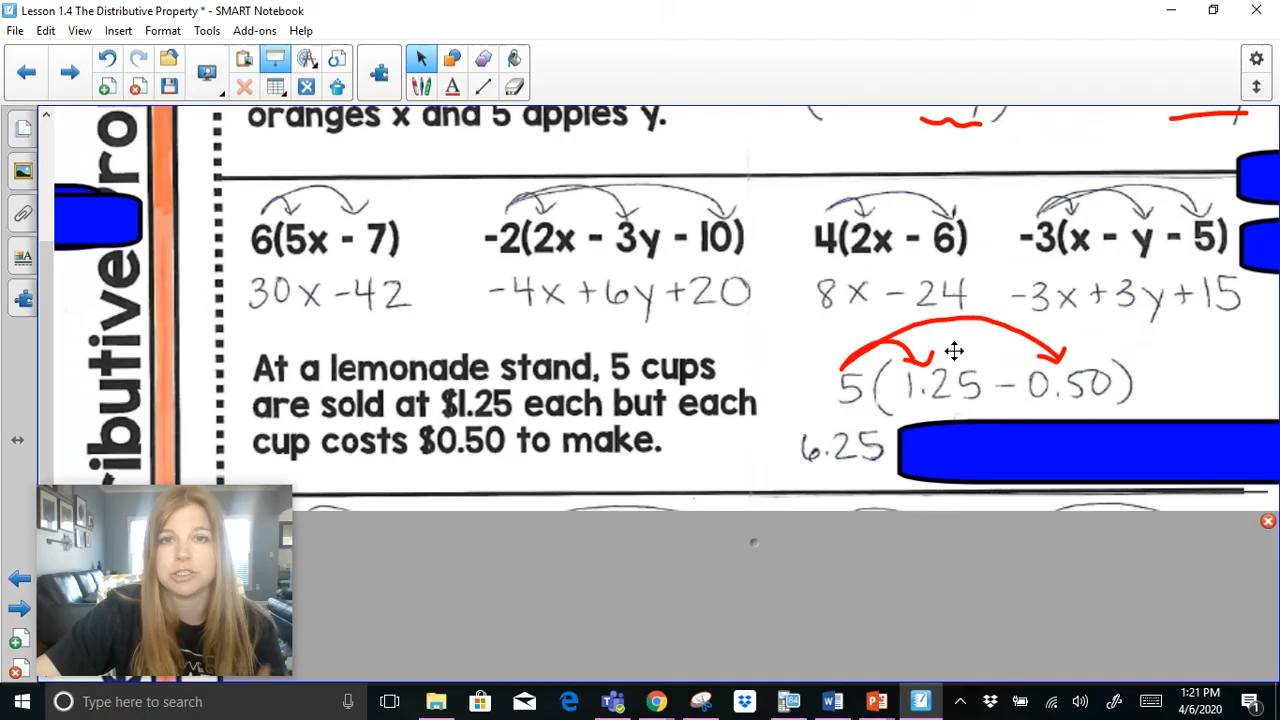 Lesson 1.4 The Distributive Property * - SMART Notebook
File Edit View Insert Format Tools Add-ons Help
oranges x and 5 apples y.
6(5x - 7)
30x - 42
-2(2x - 3y - 10)
-4x + 6y + 20
4(2x - 6)
8x - 24
-3(x - y - 5)
-3x + 3y + 15
At a lemonade stand, 5 cups
are sold at $1.25 each but each
cup costs $0.50 to make.
5(1.25 - 0.50)
6.25
Type here to search
1:21 PM
4/6/2020